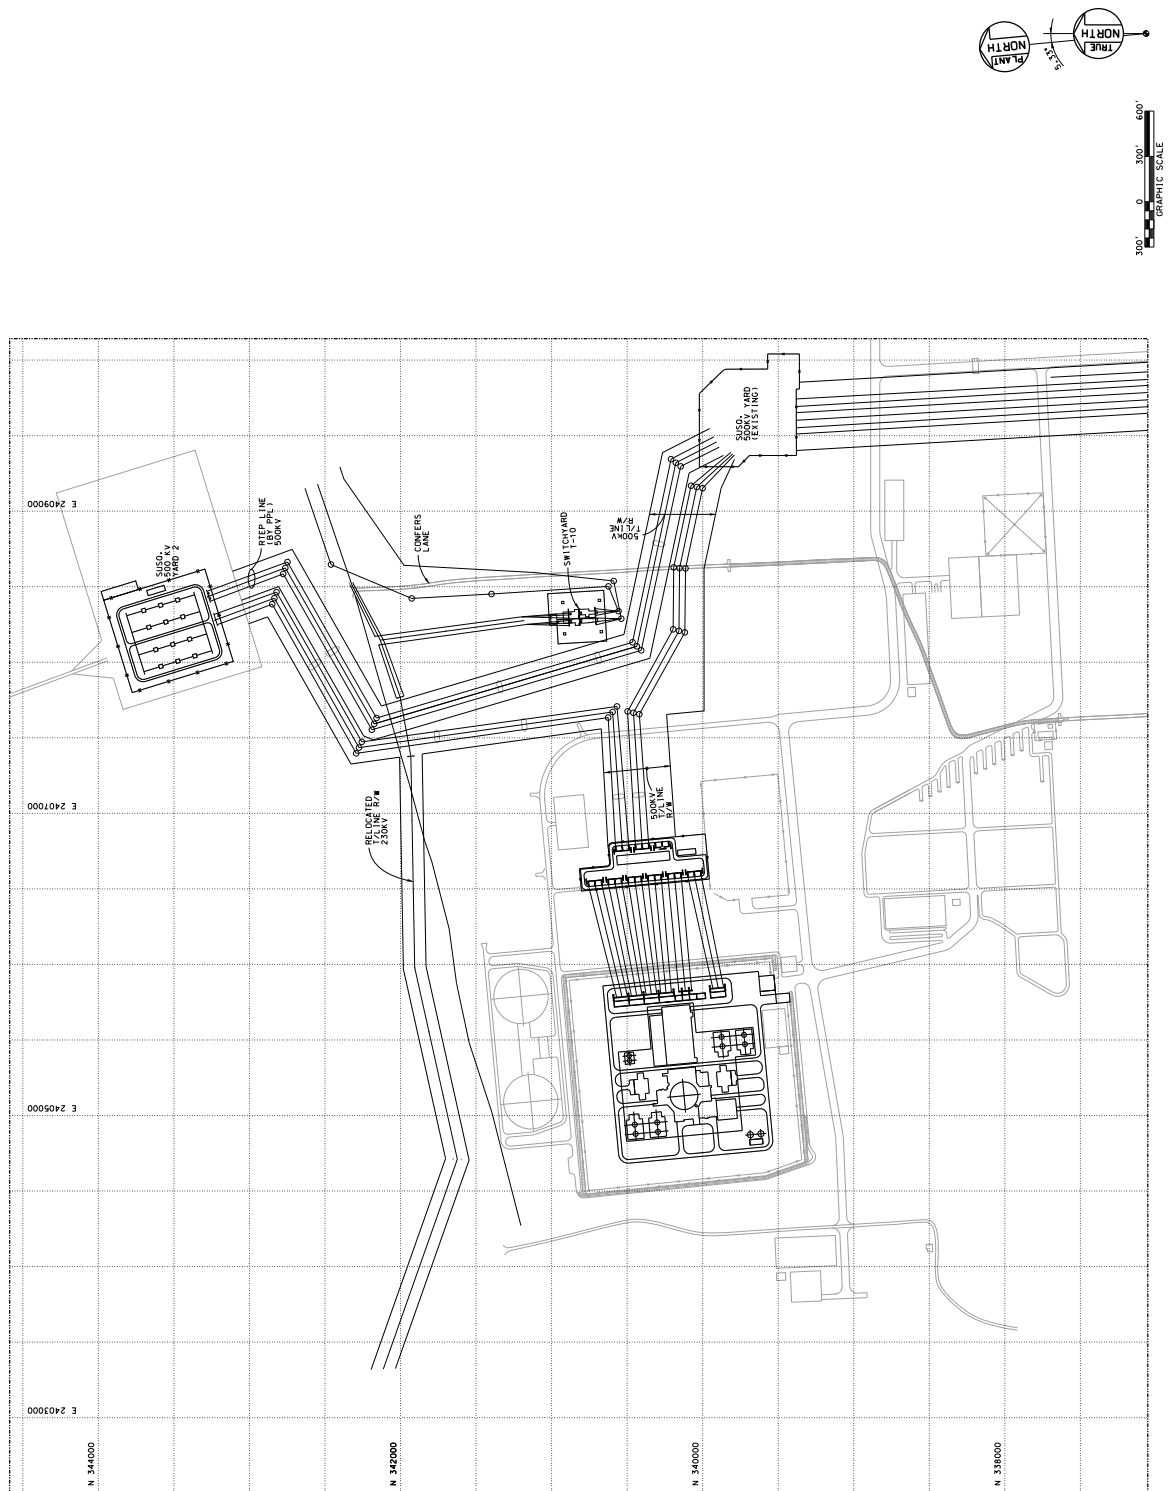 PLANT
NORTH
TRUE
NORTH
5.33°
300'
0
300'
600'
GRAPHIC SCALE
SUSQ.
500KV YARD
(EXISTING)
500KV
T/LINE
R/W
SWITCHYARD
T-10
CONFERS
LANE
RTEP LINE
(BY PPL)
500KV
SUSQ.
500 KV
YARD 2
RELOCATED
T/LINE R/W
230KV
500KV
T/LINE
R/W
E 2409000
E 2407000
E 2405000
E 2403000
N 344000
N 342000
N 340000
N 338000